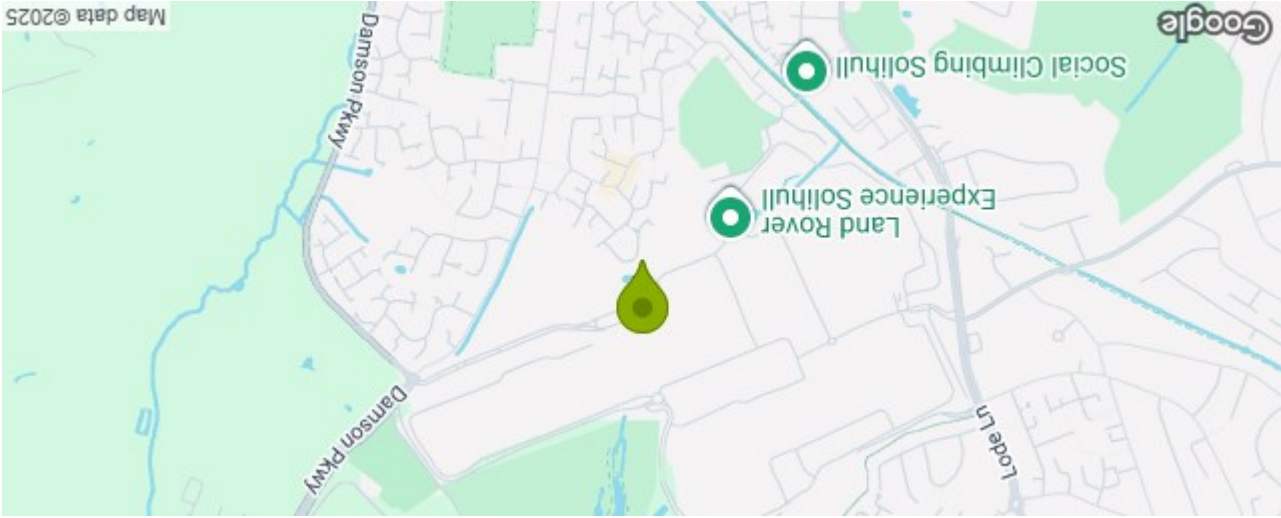 Google
Map data ©2025
Social Climbing Solihull
Land Rover
Experience Solihull
Damson Pkwy
Damson Pkwy
Lode Ln